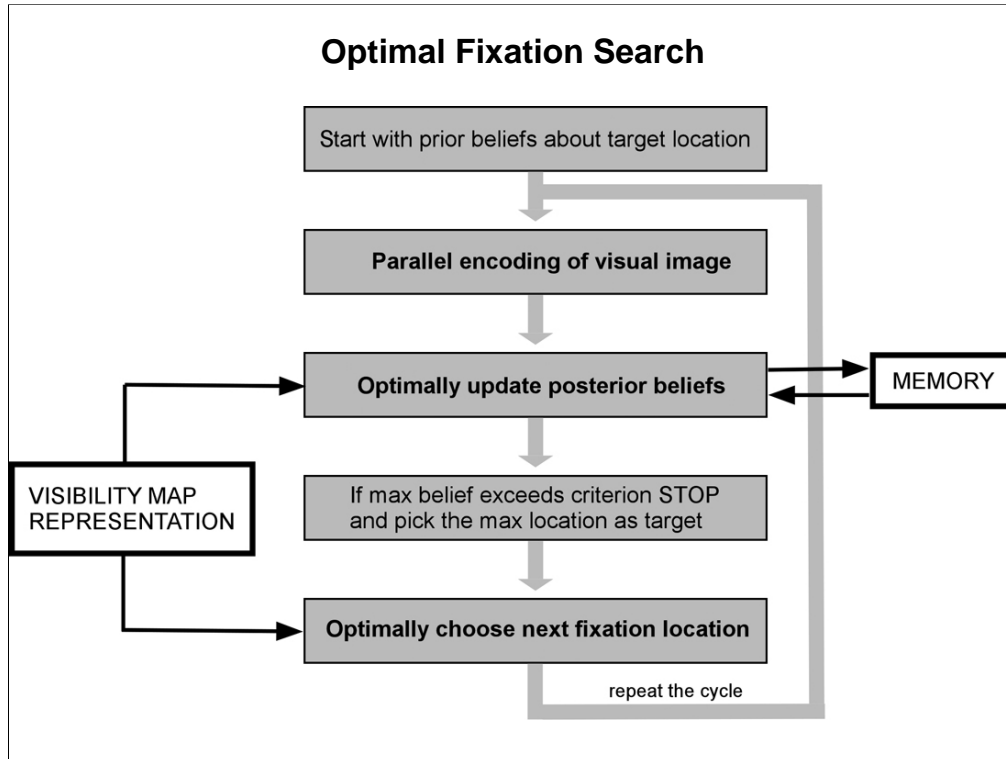 Optimal Fixation Search
Start with prior beliefs about target location
Parallel encoding of visual image
Optimally update posterior beliefs
MEMORY
VISIBILITY MAP
REPRESENTATION
If max belief exceeds criterion STOP
and pick the max location as target
Optimally choose next fixation location
repeat the cycle